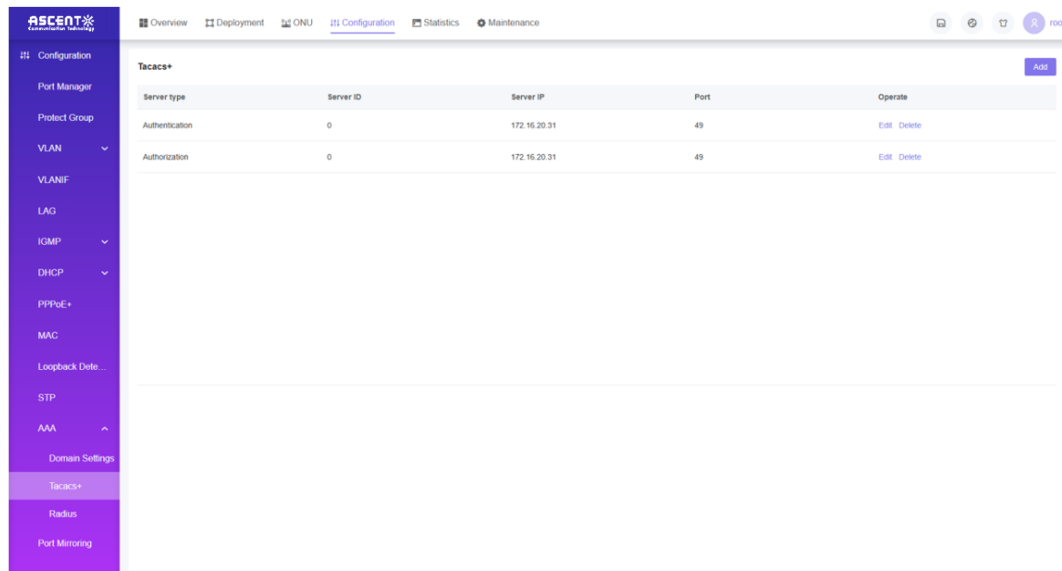 ASCENT
Communication Technology
Overview Deployment ONU Configuration Statistics Maintenance roo
Configuration
Port Manager
Protect Group
VLAN
VLANIF
LAG
IGMP
DHCP
PPPoE+
MAC
Loopback Dete...
STP
AAA
Domain Settings
Tacacs+
Radius
Port Mirroring
Tacacs+
Add
Server type Server ID Server IP Port Operate
Authentication 0 172.16.20.31 49 Edit Delete
Authorization 0 172.16.20.31 49 Edit Delete